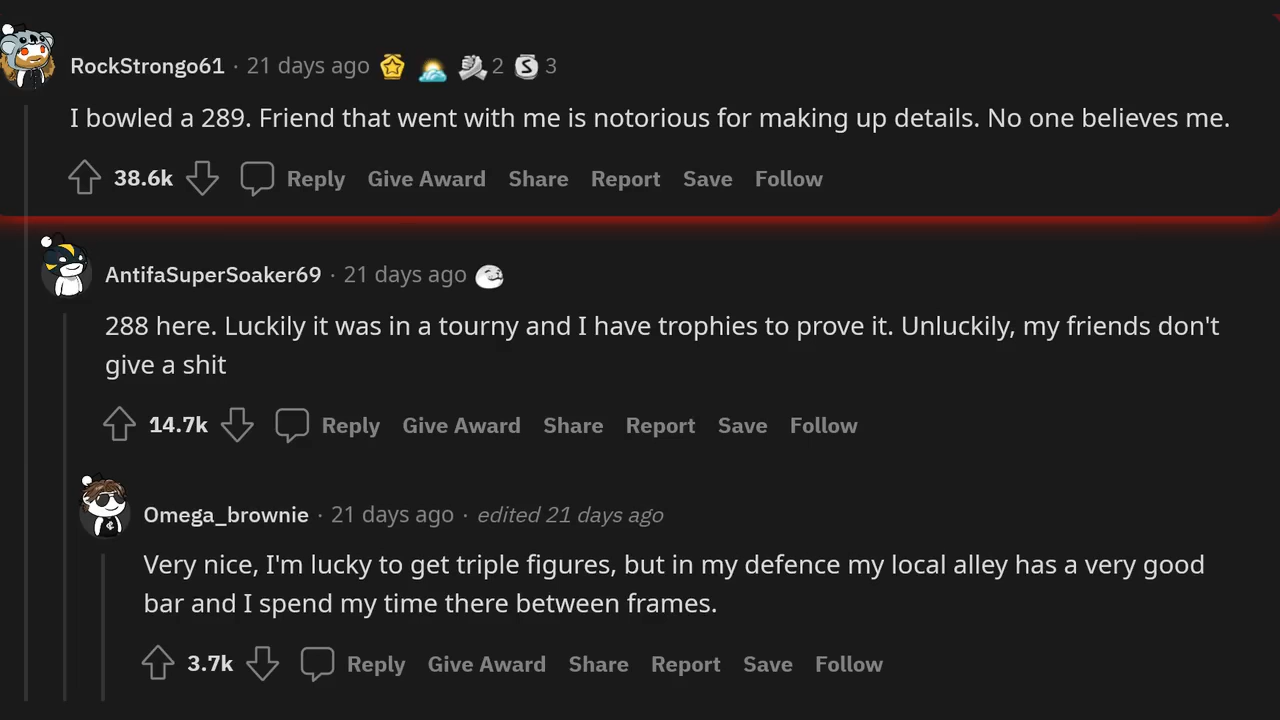 RockStrongo61 · 21 days ago 2 S 3
I bowled a 289. Friend that went with me is notorious for making up details. No one believes me.
38.6k Reply Give Award Share Report Save Follow
AntifaSuperSoaker69 · 21 days ago
288 here. Luckily it was in a tourny and I have trophies to prove it. Unluckily, my friends don't
give a shit
14.7k Reply Give Award Share Report Save Follow
Omega_brownie · 21 days ago · edited 21 days ago
Very nice, I'm lucky to get triple figures, but in my defence my local alley has a very good
bar and I spend my time there between frames.
3.7k Reply Give Award Share Report Save Follow